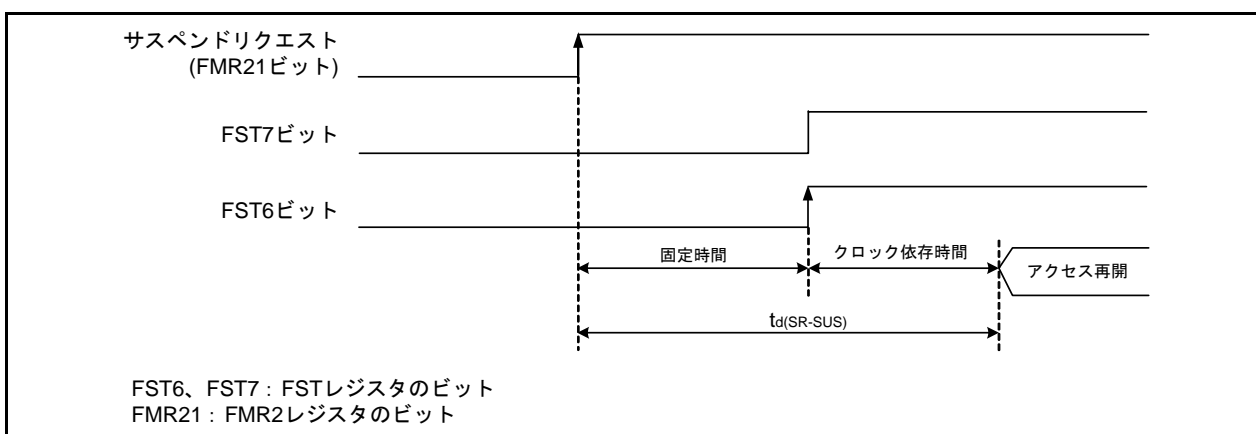 サスペンドリクエスト
(FMR21ビット)
FST7ビット
FST6ビット
固定時間
クロック依存時間
アクセス再開
td(SR-SUS)
FST6、FST7：FSTレジスタのビット
FMR21：FMR2レジスタのビット